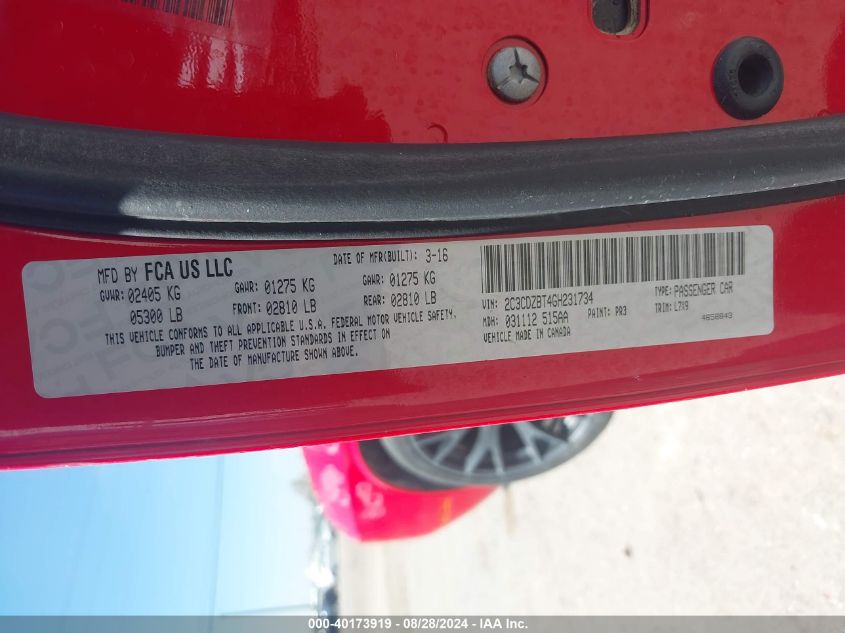 MFD BY FCA US LLC
DATE OF MFR(BUILT): 3-16
GVWR: 02405 KG
GAWR: 01275 KG
GAWR: 01275 KG
05300 LB
FRONT: 02810 LB
REAR: 02810 LB
THIS VEHICLE CONFORMS TO ALL APPLICABLE U.S.A. FEDERAL MOTOR VEHICLE SAFETY,
BUMPER AND THEFT PREVENTION STANDARDS IN EFFECT ON
THE DATE OF MANUFACTURE SHOWN ABOVE.
VIN: 2C3CDZBT4GH231734
TYPE: PASSENGER CAR
MDH: 031112 515AA
PAINT: PR3
TRIM: L7X9
VEHICLE MADE IN CANADA
4658843
000-40173919 - 08/28/2024 - IAA Inc.